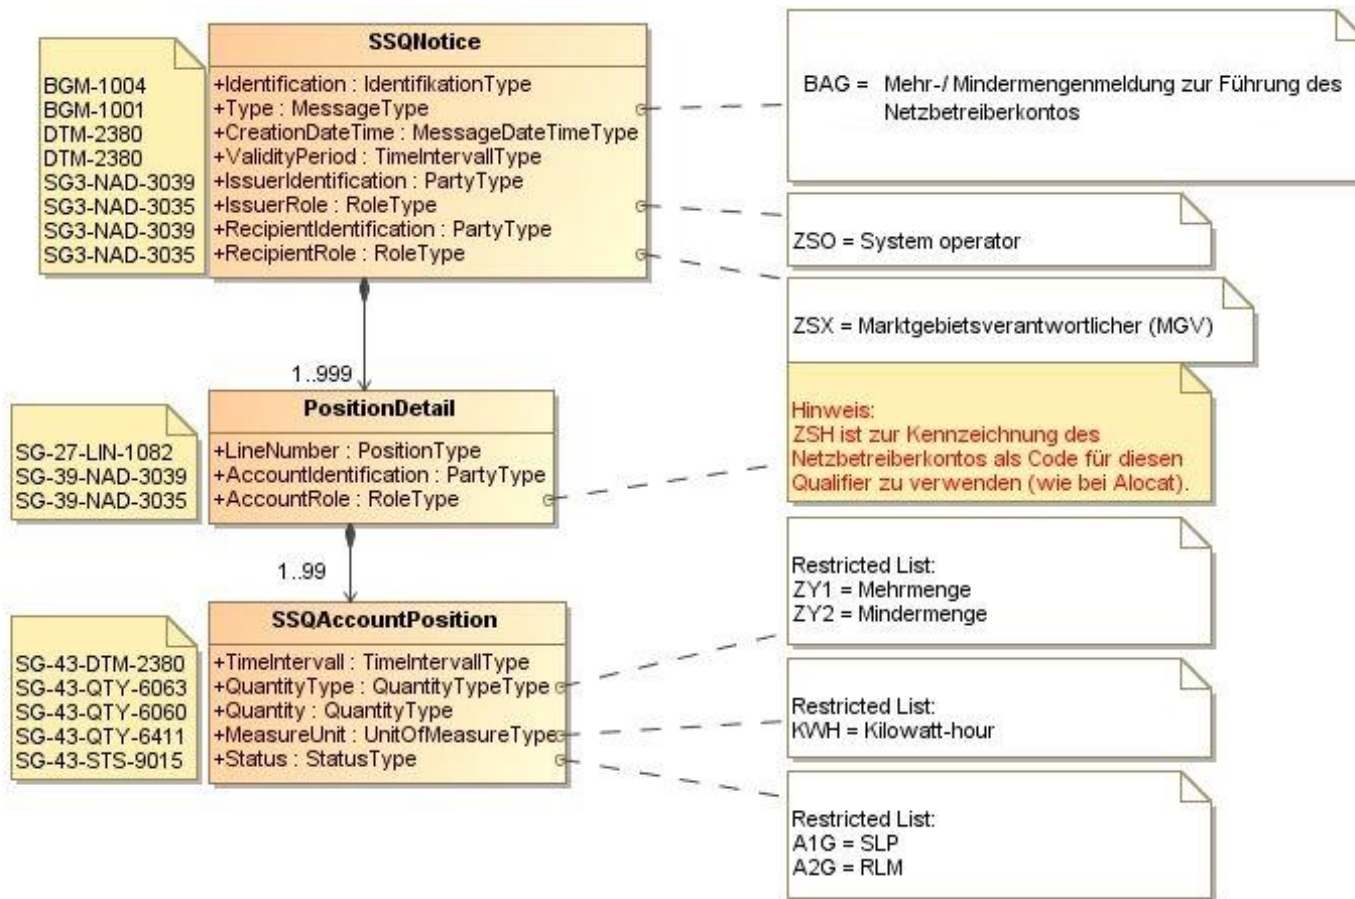 SSQNotice
BGM-1004
BGM-1001
DTM-2380
DTM-2380
SG3-NAD-3039
SG3-NAD-3035
SG3-NAD-3039
SG3-NAD-3035
+Identification : IdentifikationType
+Type : MessageType
+CreationDateTime : MessageDateTimeType
+ValidityPeriod : TimeIntervallType
+IssuerIdentification : PartyType
+IssuerRole : RoleType
+RecipientIdentification : PartyType
+RecipientRole : RoleType
BAG = Mehr-/ Mindermengenmeldung zur Führung des
Netzbetreiberkontos
ZSO = System operator
ZSX = Marktgebietsverantwortlicher (MGV)
1..999
PositionDetail
SG-27-LIN-1082
SG-39-NAD-3039
SG-39-NAD-3035
+LineNumber : PositionType
+AccountIdentification : PartyType
+AccountRole : RoleType
Hinweis:
ZSH ist zur Kennzeichnung des
Netzbetreiberkontos als Code für diesen
Qualifier zu verwenden (wie bei Alocat).
1..99
SSQAccountPosition
SG-43-DTM-2380
SG-43-QTY-6063
SG-43-QTY-6060
SG-43-QTY-6411
SG-43-STS-9015
+TimeIntervall : TimeIntervallType
+QuantityType : QuantityTypeType
+Quantity : QuantityType
+MeasureUnit : UnitOfMeasureType
+Status : StatusType
Restricted List:
ZY1 = Mehrmenge
ZY2 = Mindermenge
Restricted List:
KWH = Kilowatt-hour
Restricted List:
A1G = SLP
A2G = RLM